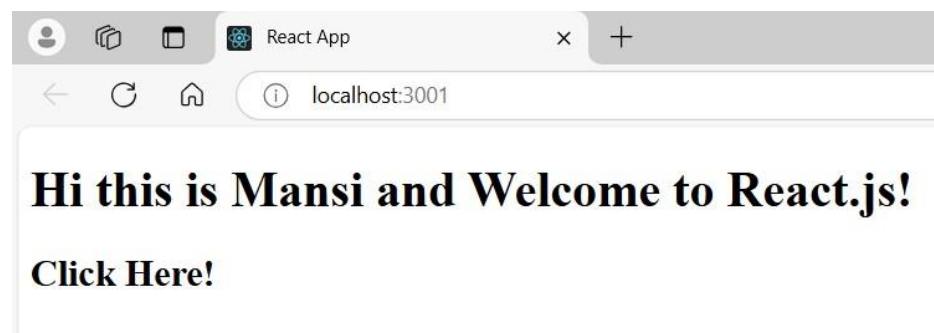 React App
localhost:3001
Hi this is Mansi and Welcome to React.js!
Click Here!